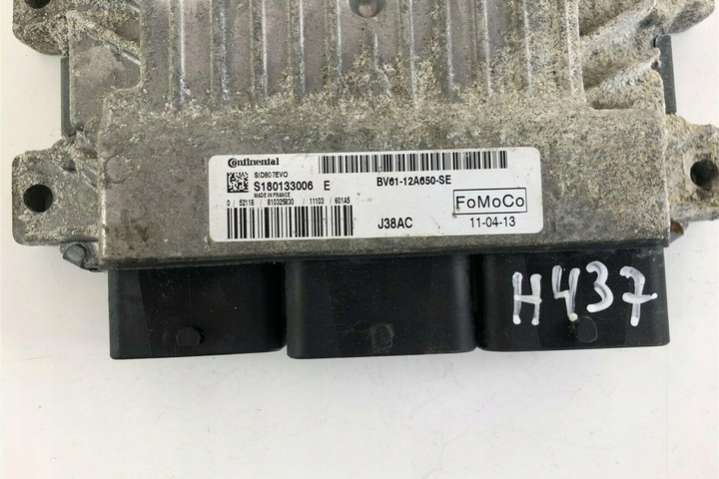 Continental
SID807EVO
S180133006 E
MADE IN FRANCE
BV61-12A650-SE
FoMoCo
J38AC
11-04-13
H437